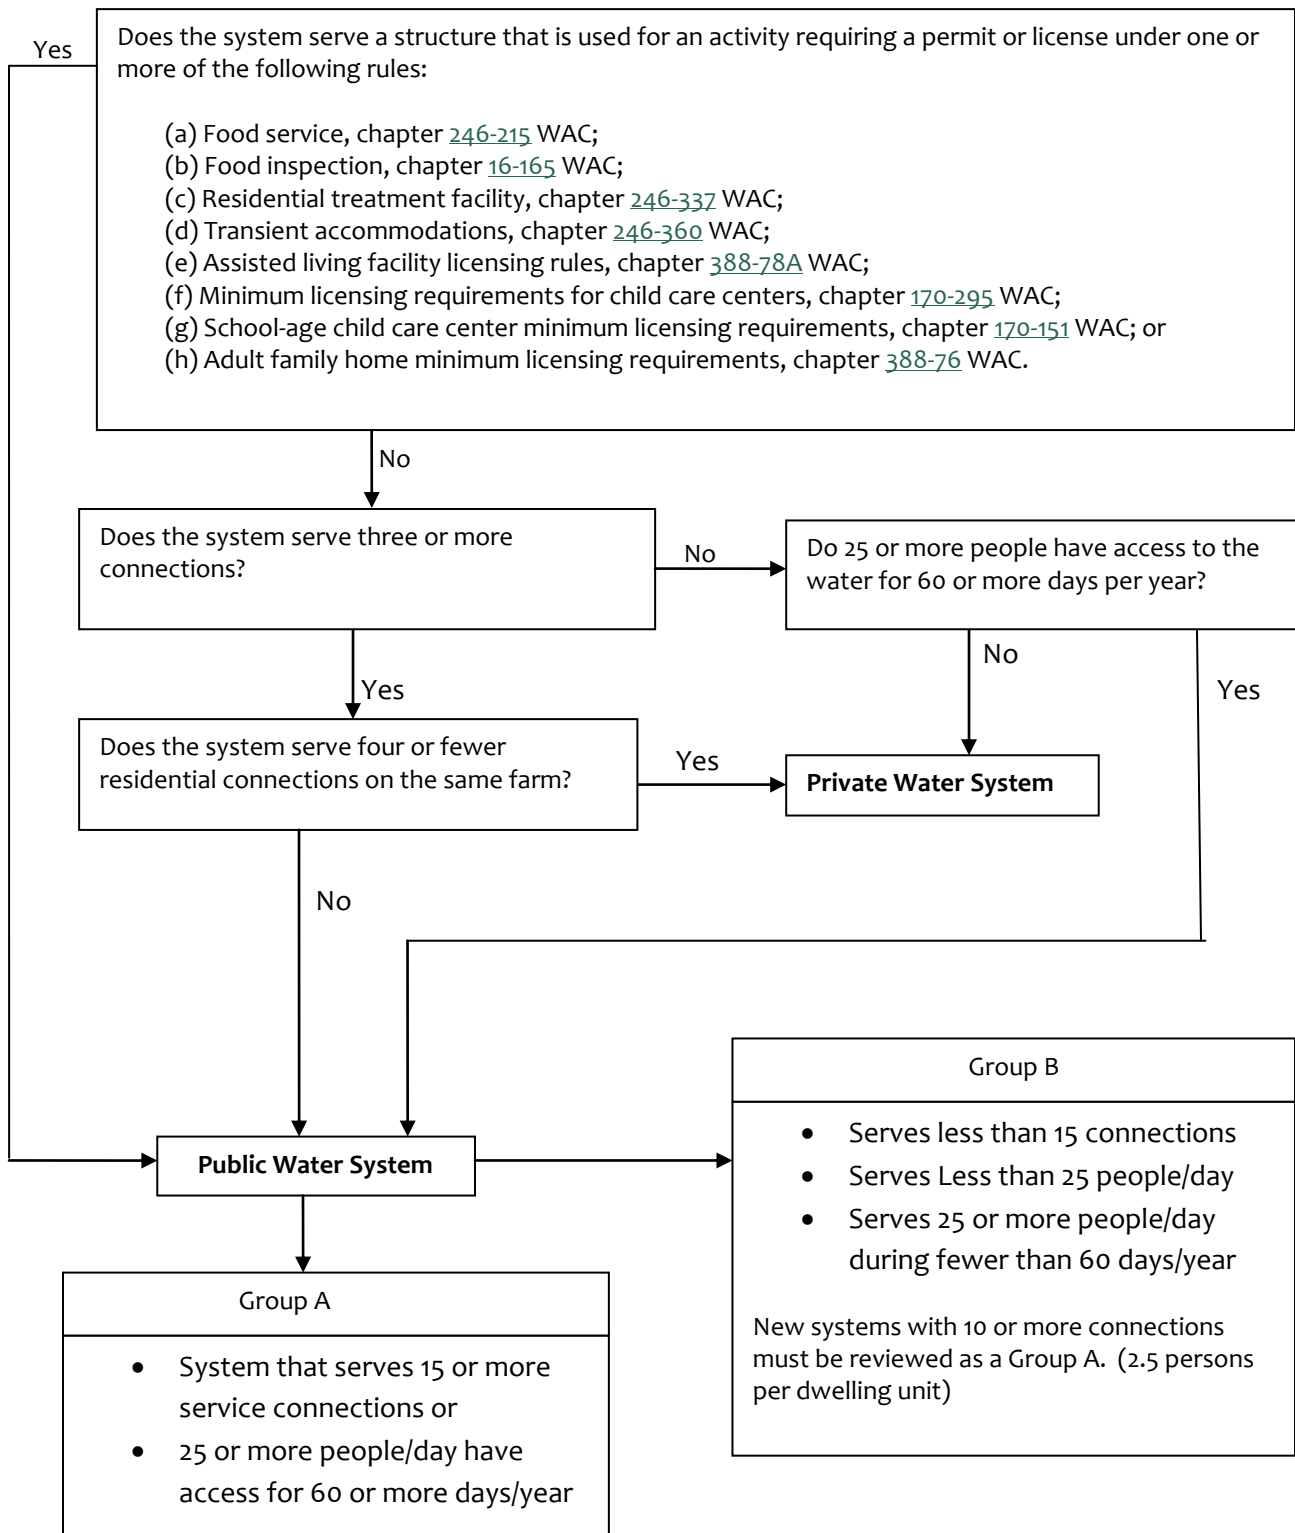 Yes
Does the system serve a structure that is used for an activity requiring a permit or license under one or
more of the following rules:
(a) Food service, chapter 246-215 WAC;
(b) Food inspection, chapter 16-165 WAC;
(c) Residential treatment facility, chapter 246-337 WAC;
(d) Transient accommodations, chapter 246-360 WAC;
(e) Assisted living facility licensing rules, chapter 388-78A WAC;
(f) Minimum licensing requirements for child care centers, chapter 170-295 WAC;
(g) School-age child care center minimum licensing requirements, chapter 170-151 WAC; or
(h) Adult family home minimum licensing requirements, chapter 388-76 WAC.
No
Does the system serve three or more
connections?
No
Do 25 or more people have access to the
water for 60 or more days per year?
No
Yes
Yes
Does the system serve four or fewer
residential connections on the same farm?
Yes
Private Water System
No
Public Water System
Group B
• Serves less than 15 connections
• Serves Less than 25 people/day
• Serves 25 or more people/day
during fewer than 60 days/year
New systems with 10 or more connections
must be reviewed as a Group A. (2.5 persons
per dwelling unit)
Group A
• System that serves 15 or more
service connections or
• 25 or more people/day have
access for 60 or more days/year